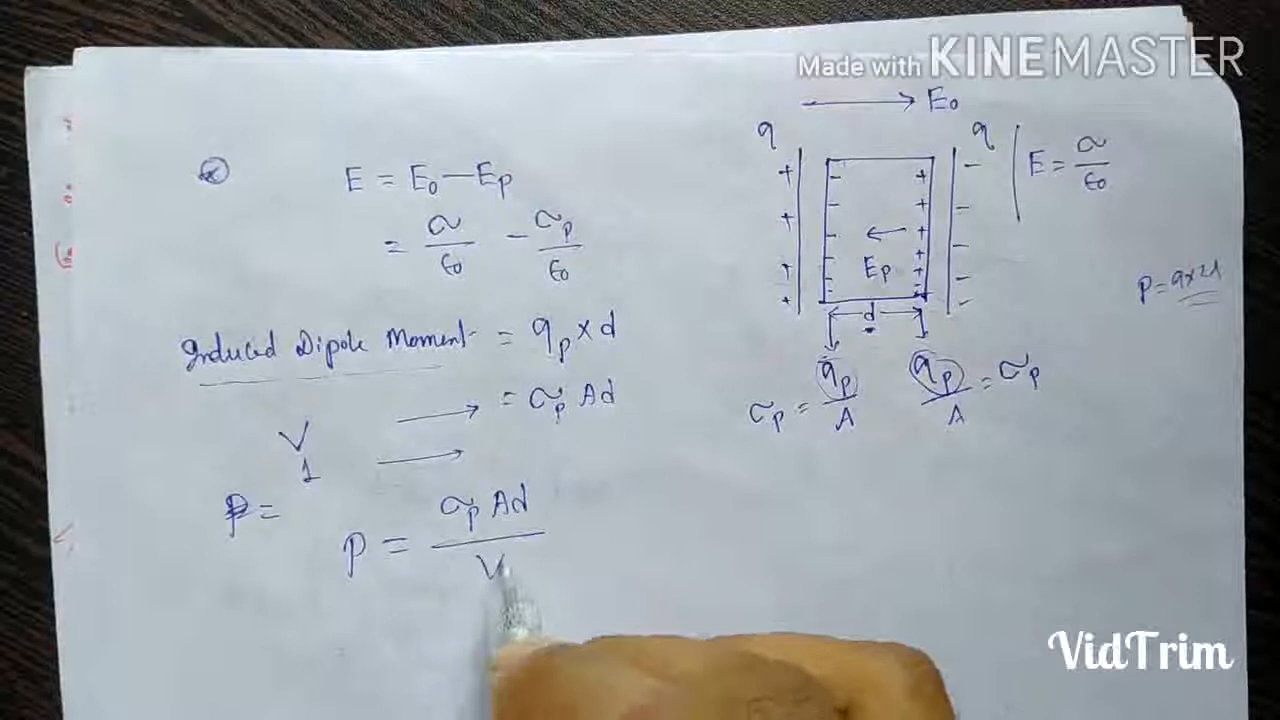 Made with KINEMASTER
E = E₀ — Ep
= σ/ε₀ - σp/ε₀
Induced Dipole Moment = qp × d
= σp Ad
V
1
P =
P = σp Ad / V
E₀
q q
+ + + +
- - - - -
E = σ/ε₀
- - - - - -
+ + + + + +
Ep
d
σp = qp/A
qp/A = σp
VidTrim